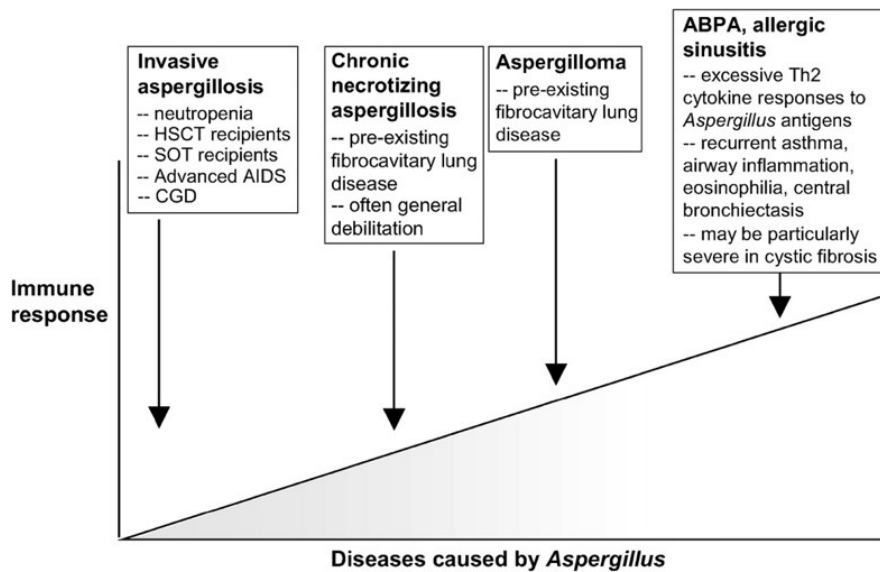 Invasive
aspergillosis
-- neutropenia
-- HSCT recipients
-- SOT recipients
-- Advanced AIDS
-- CGD
Chronic
necrotizing
aspergillosis
-- pre-existing
fibrocavitary lung
disease
-- often general
debilitation
Aspergilloma
-- pre-existing
fibrocavitary lung
disease
ABPA, allergic
sinusitis
-- excessive Th2
cytokine responses to
Aspergillus antigens
-- recurrent asthma,
airway inflammation,
eosinophilia, central
bronchiectasis
-- may be particularly
severe in cystic fibrosis
Immune
response
Diseases caused by Aspergillus